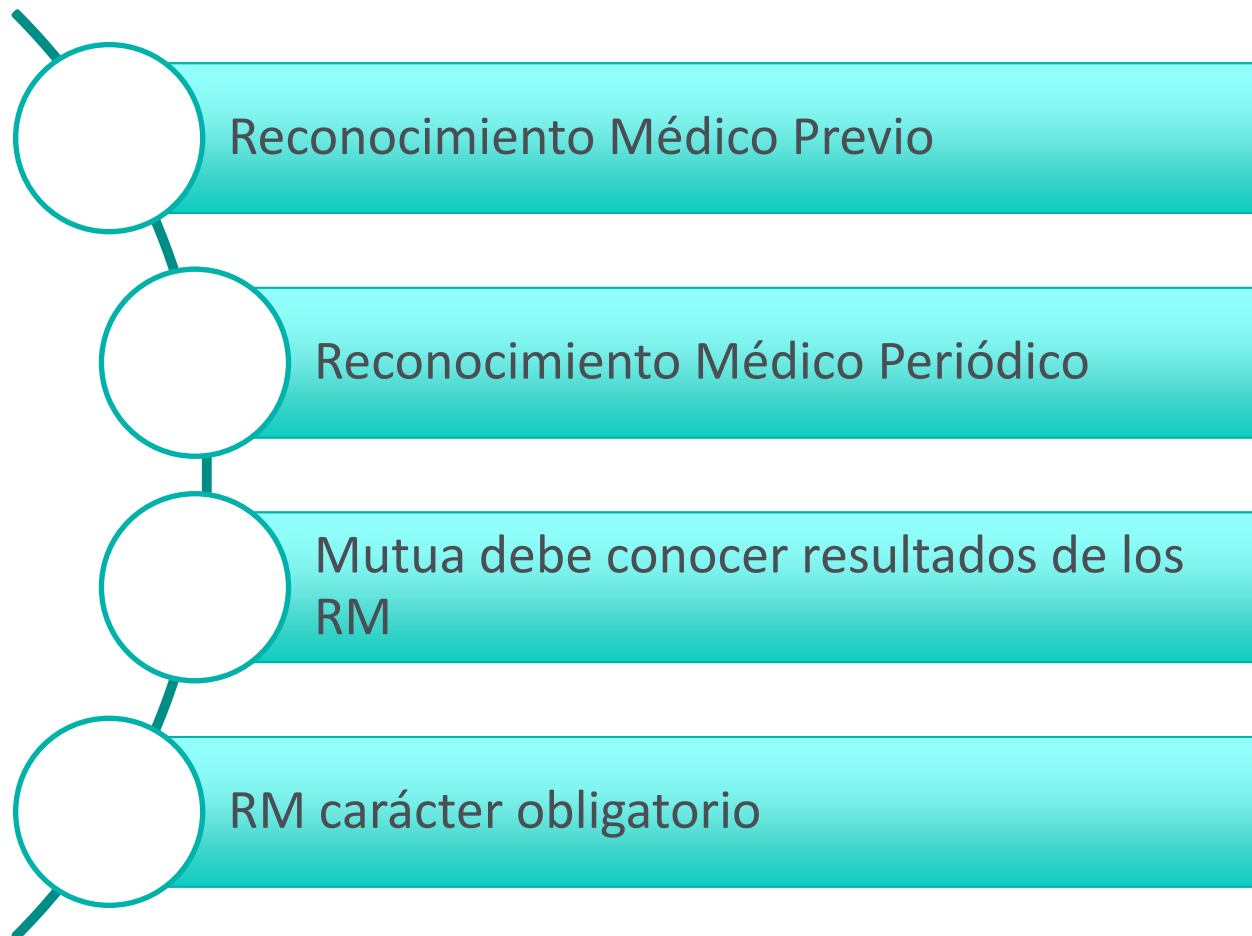 Reconocimiento Médico Previo
Reconocimiento Médico Periódico
Mutua debe conocer resultados de los
RM
RM carácter obligatorio